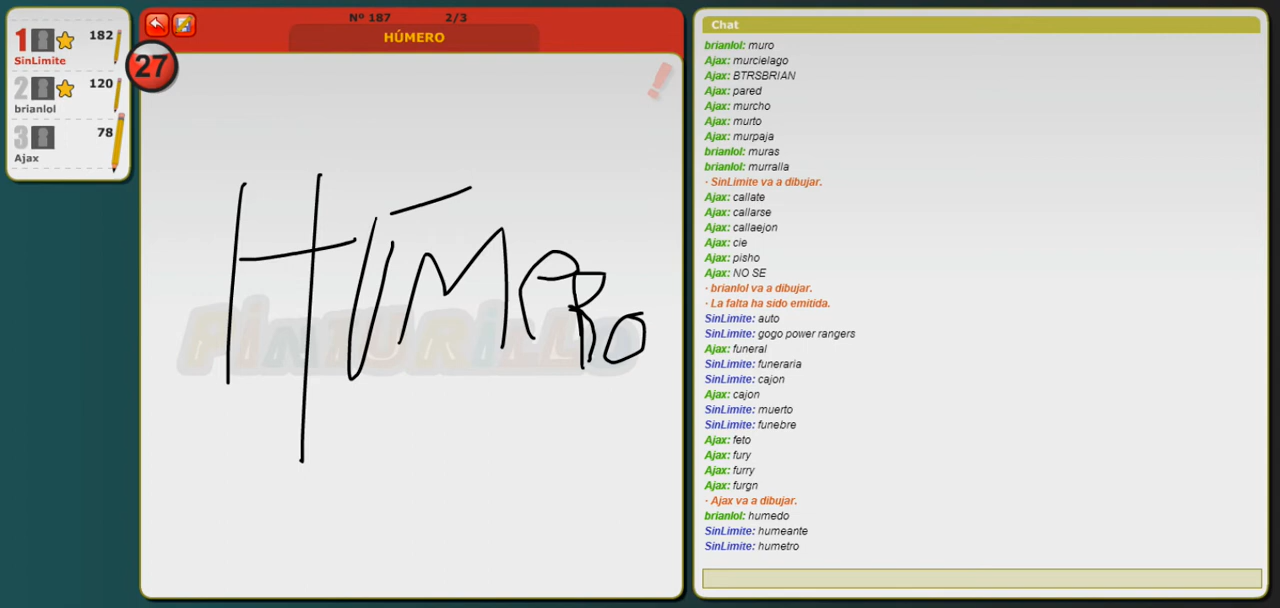 1 182
SinLimite
2 120
brianlol
3 78
Ajax
27
Nº 187 2/3
HÚMERO
!
HÚMeRo
PINTURILLO
Chat
brianlol: muro
Ajax: murcielago
Ajax: BTRSBRIAN
Ajax: pared
Ajax: murcho
Ajax: murto
Ajax: murpaja
brianlol: muras
brianlol: murralla
· SinLimite va a dibujar.
Ajax: callate
Ajax: callarse
Ajax: callaejon
Ajax: cie
Ajax: pisho
Ajax: NO SE
· brianlol va a dibujar.
· La falta ha sido emitida.
SinLimite: auto
SinLimite: gogo power rangers
Ajax: funeral
SinLimite: funeraria
SinLimite: cajon
Ajax: cajon
SinLimite: muerto
SinLimite: funebre
Ajax: feto
Ajax: fury
Ajax: furry
Ajax: furgn
· Ajax va a dibujar.
brianlol: humedo
SinLimite: humeante
SinLimite: humetro